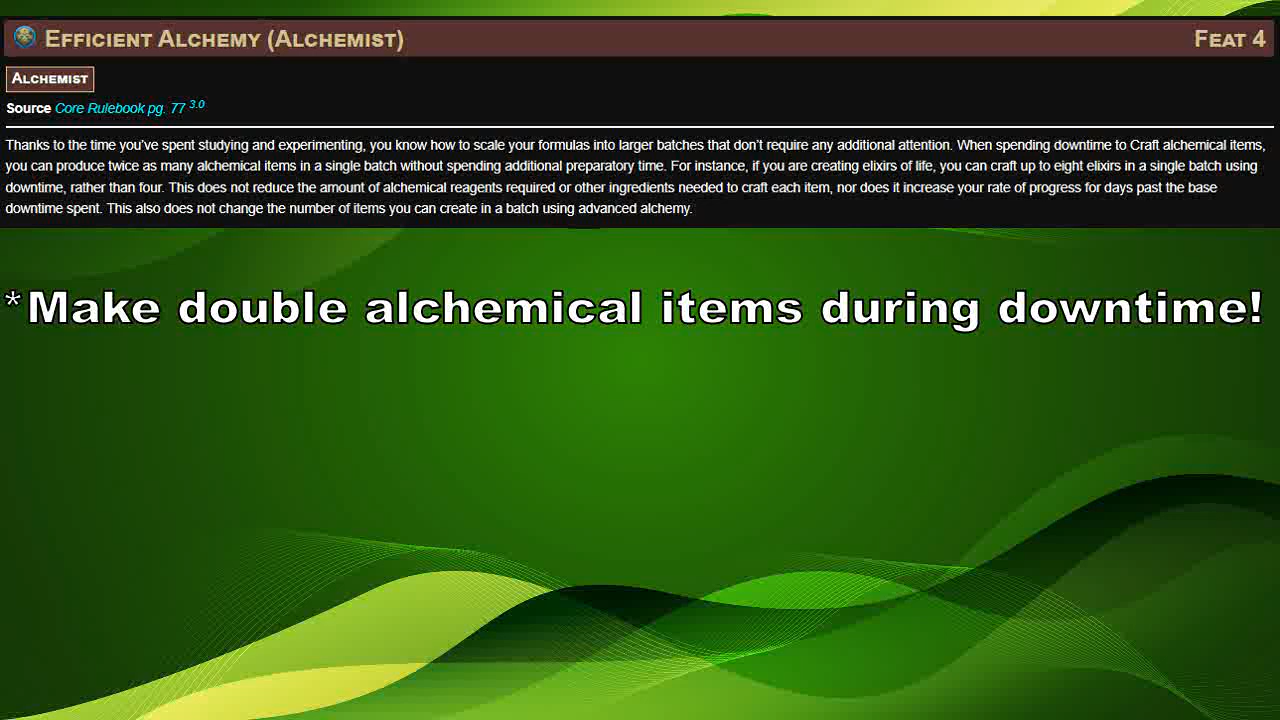 Efficient Alchemy (Alchemist) Feat 4
Alchemist
Source Core Rulebook pg. 77 3.0
Thanks to the time you've spent studying and experimenting, you know how to scale your formulas into larger batches that don't require any additional attention. When spending downtime to Craft alchemical items,
you can produce twice as many alchemical items in a single batch without spending additional preparatory time. For instance, if you are creating elixirs of life, you can craft up to eight elixirs in a single batch using
downtime, rather than four. This does not reduce the amount of alchemical reagents required or other ingredients needed to craft each item, nor does it increase your rate of progress for days past the base
downtime spent. This also does not change the number of items you can create in a batch using advanced alchemy.
*Make double alchemical items during downtime!